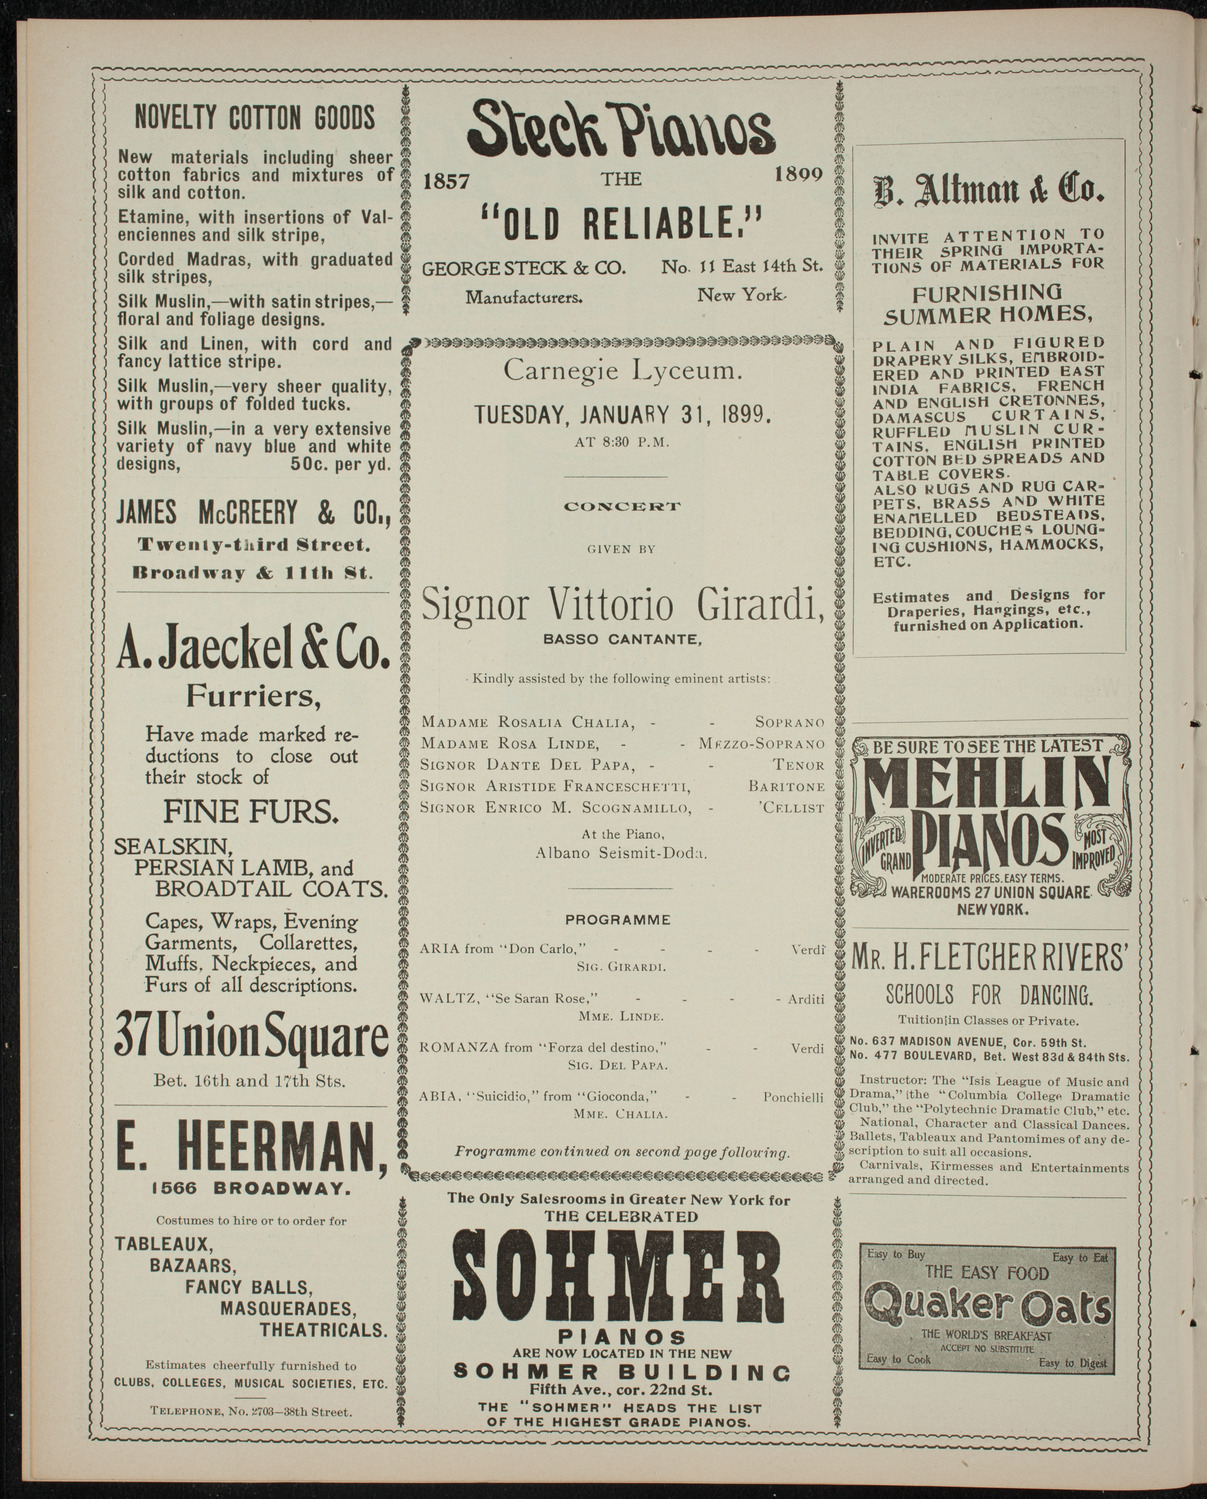 NOVELTY COTTON GOODS
New materials including sheer
cotton fabrics and mixtures of
silk and cotton.
Etamine, with insertions of Val-
enciennes and silk stripe,
Corded Madras, with graduated
silk stripes,
Silk Muslin,—with satin stripes,—
floral and foliage designs.
Silk and Linen, with cord and
fancy lattice stripe.
Silk Muslin,—very sheer quality,
with groups of folded tucks.
Silk Muslin,—in a very extensive
variety of navy blue and white
designs, 50c. per yd.
JAMES McCREERY & CO.,
Twenty-third Street.
Broadway & 11th St.
A. Jaeckel & Co.
Furriers,
Have made marked re-
ductions to close out
their stock of
FINE FURS.
SEALSKIN,
PERSIAN LAMB, and
BROADTAIL COATS.
Capes, Wraps, Evening
Garments, Collarettes,
Muffs, Neckpieces, and
Furs of all descriptions.
37 Union Square
Bet. 16th and 17th Sts.
E. HEERMAN,
1566 BROADWAY.
Costumes to hire or to order for
TABLEAUX,
BAZAARS,
FANCY BALLS,
MASQUERADES,
THEATRICALS.
Estimates cheerfully furnished to
CLUBS, COLLEGES, MUSICAL SOCIETIES, ETC.
TELEPHONE, No. 2703—38th Street.
Steck Pianos
1857 THE 1899
"OLD RELIABLE."
GEORGE STECK & CO. No. 11 East 14th St.
Manufacturers. New York.
Carnegie Lyceum.
TUESDAY, JANUARY 31, 1899.
AT 8:30 P.M.
CONCERT
GIVEN BY
Signor Vittorio Girardi,
BASSO CANTANTE,
Kindly assisted by the following eminent artists:
MADAME ROSALIA CHALIA, - - SOPRANO
MADAME ROSA LINDE, - - MEZZO-SOPRANO
SIGNOR DANTE DEL PAPA, - - TENOR
SIGNOR ARISTIDE FRANCESCHETTI, BARITONE
SIGNOR ENRICO M. SCOGNAMILLO, - 'CELLIST
At the Piano,
Albano Seismit-Doda.
PROGRAMME
ARIA from "Don Carlo," - - - - Verdi
SIG. GIRARDI.
WALTZ, "Se Saran Rose," - - - - Arditi
MME. LINDE.
ROMANZA from "Forza del destino," - - Verdi
SIG. DEL PAPA.
ABIA, "Suicidio," from "Gioconda," - - Ponchielli
MME. CHALIA.
Programme continued on second page following.
The Only Salesrooms in Greater New York for
THE CELEBRATED
SOHMER
PIANOS
ARE NOW LOCATED IN THE NEW
SOHMER BUILDING
Fifth Ave., cor. 22nd St.
THE "SOHMER" HEADS THE LIST
OF THE HIGHEST GRADE PIANOS.
B. Altman & Co.
INVITE ATTENTION TO
THEIR SPRING IMPORTA-
TIONS OF MATERIALS FOR
FURNISHING
SUMMER HOMES,
PLAIN AND FIGURED
DRAPERY SILKS, EMBROID-
ERED AND PRINTED EAST
INDIA FABRICS, FRENCH
AND ENGLISH CRETONNES,
DAMASCUS CURTAINS,
RUFFLED MUSLIN CUR-
TAINS, ENGLISH PRINTED
COTTON BED SPREADS AND
TABLE COVERS.
ALSO RUGS AND RUG CAR-
PETS, BRASS AND WHITE
ENAMELLED BEDSTEADS,
BEDDING, COUCHES LOUNG-
ING CUSHIONS, HAMMOCKS,
ETC.
Estimates and Designs for
Draperies, Hangings, etc.,
furnished on Application.
BE SURE TO SEE THE LATEST
MEHLIN
PIANOS
INVERTED
GRAND
MOST
IMPROVED
MODERATE PRICES. EASY TERMS.
WAREROOMS 27 UNION SQUARE
NEW YORK.
MR. H. FLETCHER RIVERS'
SCHOOLS FOR DANCING.
Tuition in Classes or Private.
No. 637 MADISON AVENUE, Cor. 59th St.
No. 477 BOULEVARD, Bet. West 83d & 84th Sts.
Instructor: The "Isis League of Music and
Drama," the "Columbia College Dramatic
Club," the "Polytechnic Dramatic Club," etc.
National, Character and Classical Dances.
Ballets, Tableaux and Pantomimes of any de-
scription to suit all occasions.
Carnivals, Kirmesses and Entertainments
arranged and directed.
Easy to Buy Easy to Eat
THE EASY FOOD
Quaker Oats
THE WORLD'S BREAKFAST
ACCEPT NO SUBSTITUTE
Easy to Cook Easy to Digest